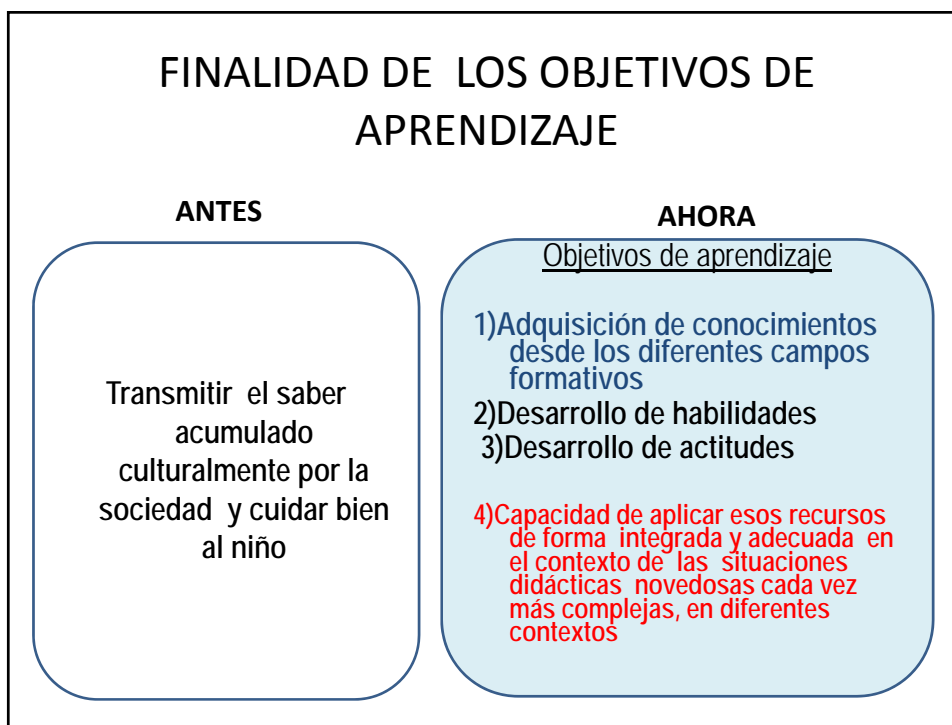 FINALIDAD DE LOS OBJETIVOS DE
APRENDIZAJE
ANTES
Transmitir el saber
acumulado
culturalmente por la
sociedad y cuidar bien
al niño
AHORA
Objetivos de aprendizaje
1)Adquisición de conocimientos
desde los diferentes campos
formativos
2)Desarrollo de habilidades
3)Desarrollo de actitudes
4)Capacidad de aplicar esos recursos
de forma integrada y adecuada en
el contexto de las situaciones
didácticas novedosas cada vez
más complejas, en diferentes
contextos